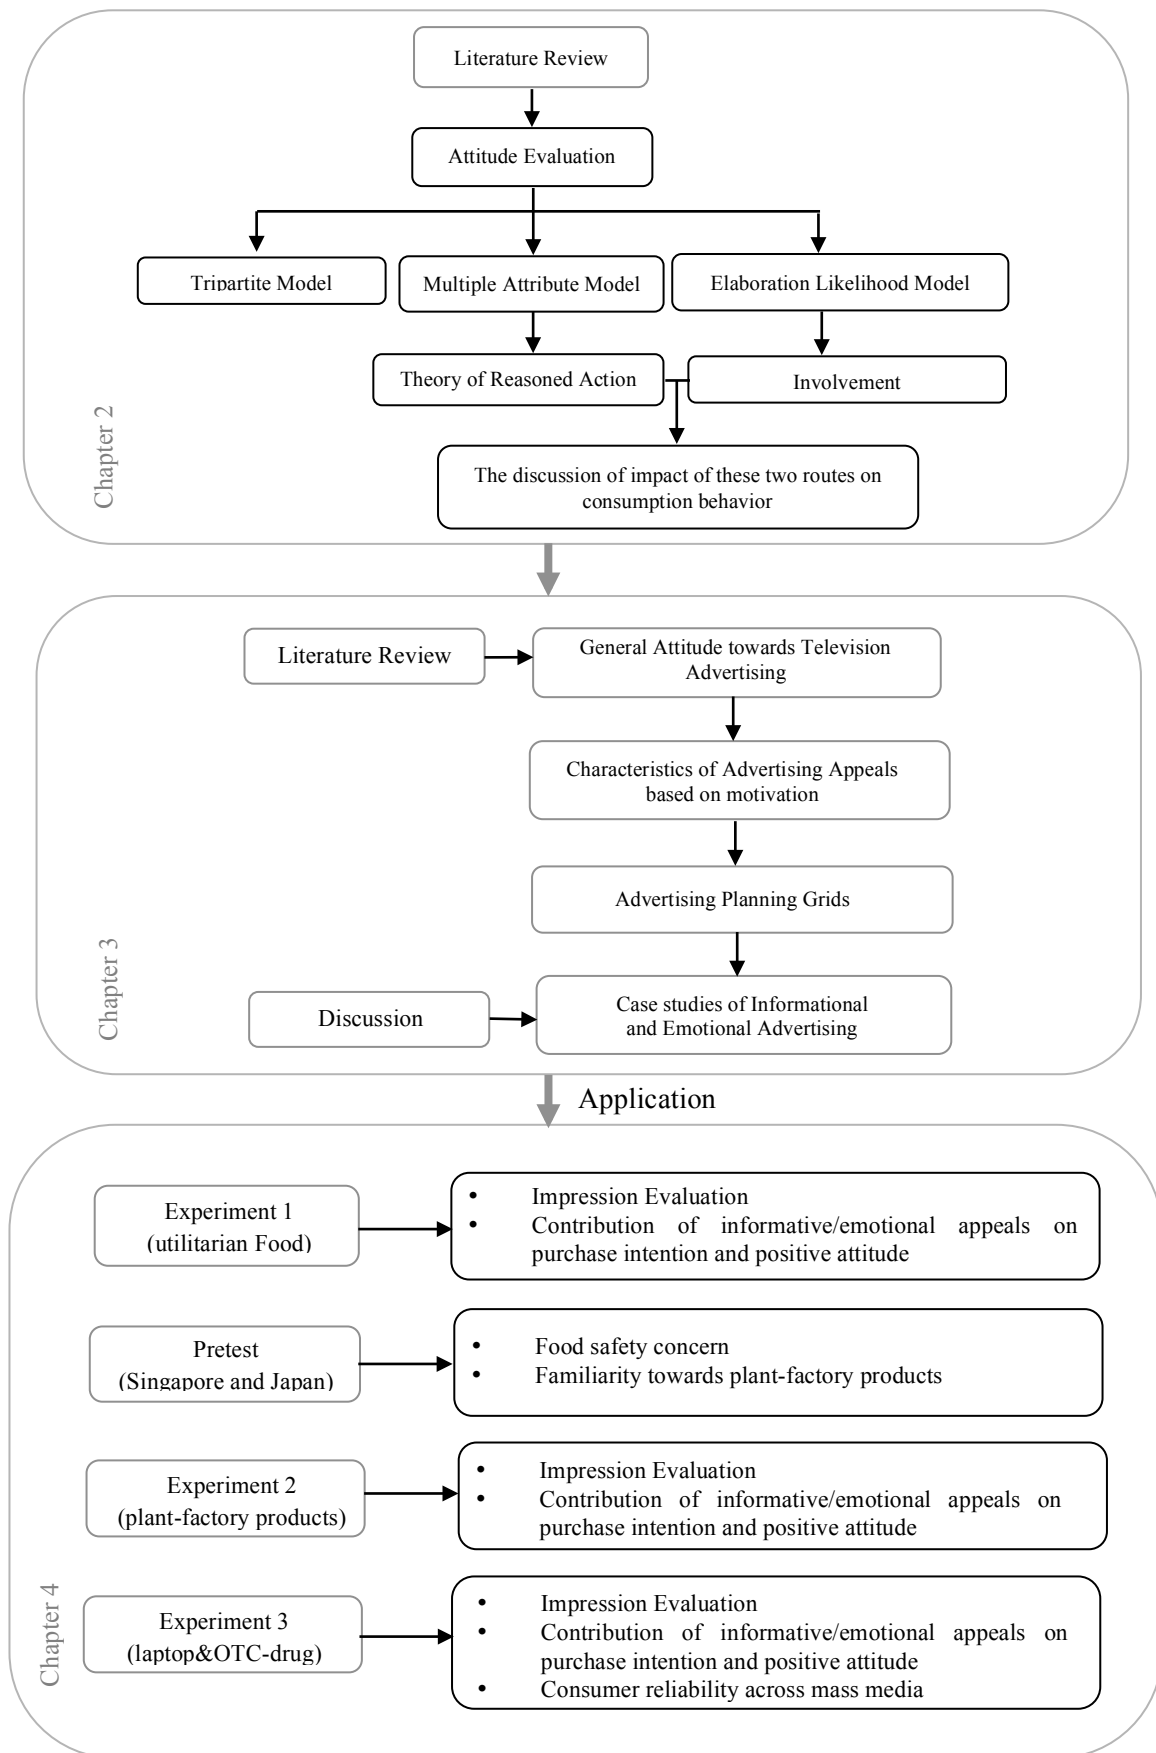 Literature Review
Attitude Evaluation
Tripartite Model
Multiple Attribute Model
Elaboration Likelihood Model
Theory of Reasoned Action
Involvement
The discussion of impact of these two routes on
consumption behavior
Chapter 2
Literature Review
General Attitude towards Television
Advertising
Characteristics of Advertising Appeals
based on motivation
Advertising Planning Grids
Discussion
Case studies of Informational
and Emotional Advertising
Chapter 3
Application
Experiment 1
(utilitarian Food)
• Impression Evaluation
• Contribution of informative/emotional appeals on
purchase intention and positive attitude
Pretest
(Singapore and Japan)
• Food safety concern
• Familiarity towards plant-factory products
Experiment 2
(plant-factory products)
• Impression Evaluation
• Contribution of informative/emotional appeals on
purchase intention and positive attitude
Experiment 3
(laptop&OTC-drug)
• Impression Evaluation
• Contribution of informative/emotional appeals on
purchase intention and positive attitude
• Consumer reliability across mass media
Chapter 4